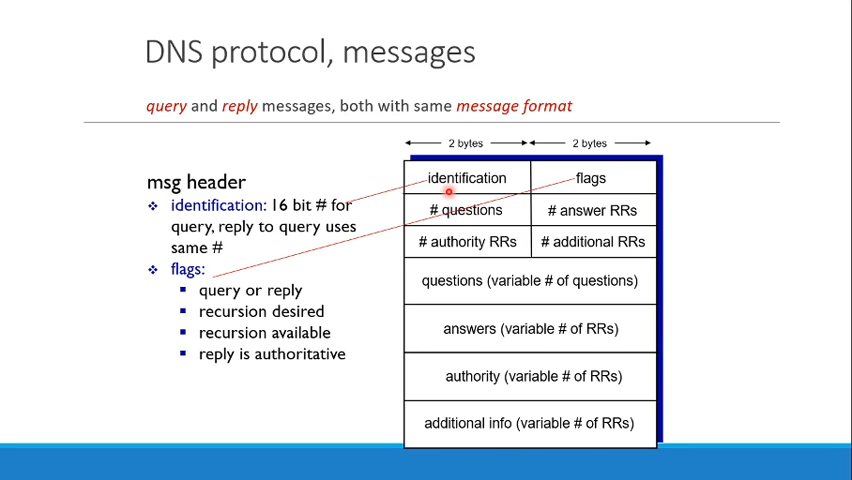 DNS protocol, messages
query and reply messages, both with same message format
msg header
identification: 16 bit # for
query, reply to query uses
same #
flags:
query or reply
recursion desired
recursion available
reply is authoritative
2 bytes 2 bytes
identification flags
# questions # answer RRs
# authority RRs # additional RRs
questions (variable # of questions)
answers (variable # of RRs)
authority (variable # of RRs)
additional info (variable # of RRs)